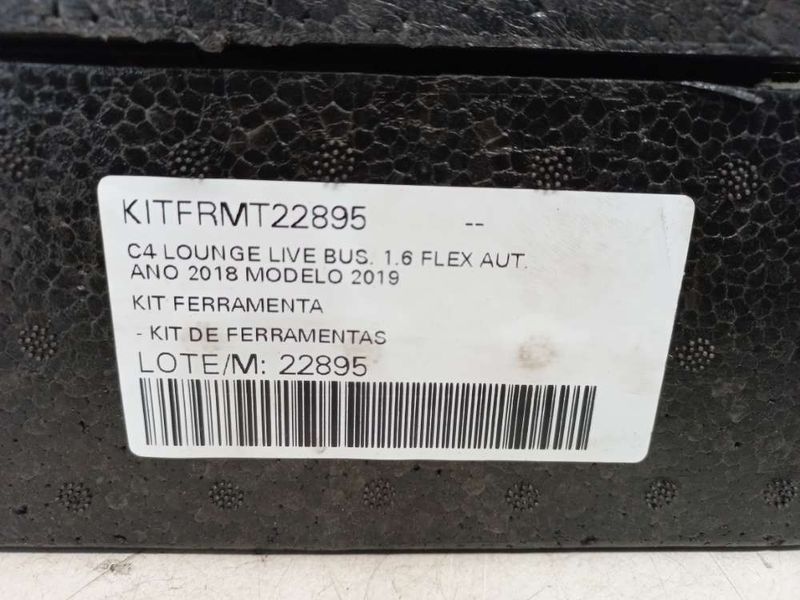 KITFRMT22895 --
C4 LOUNGE LIVE BUS. 1.6 FLEX AUT.
ANO 2018 MODELO 2019
KIT FERRAMENTA
- KIT DE FERRAMENTAS
LOTE/M: 22895